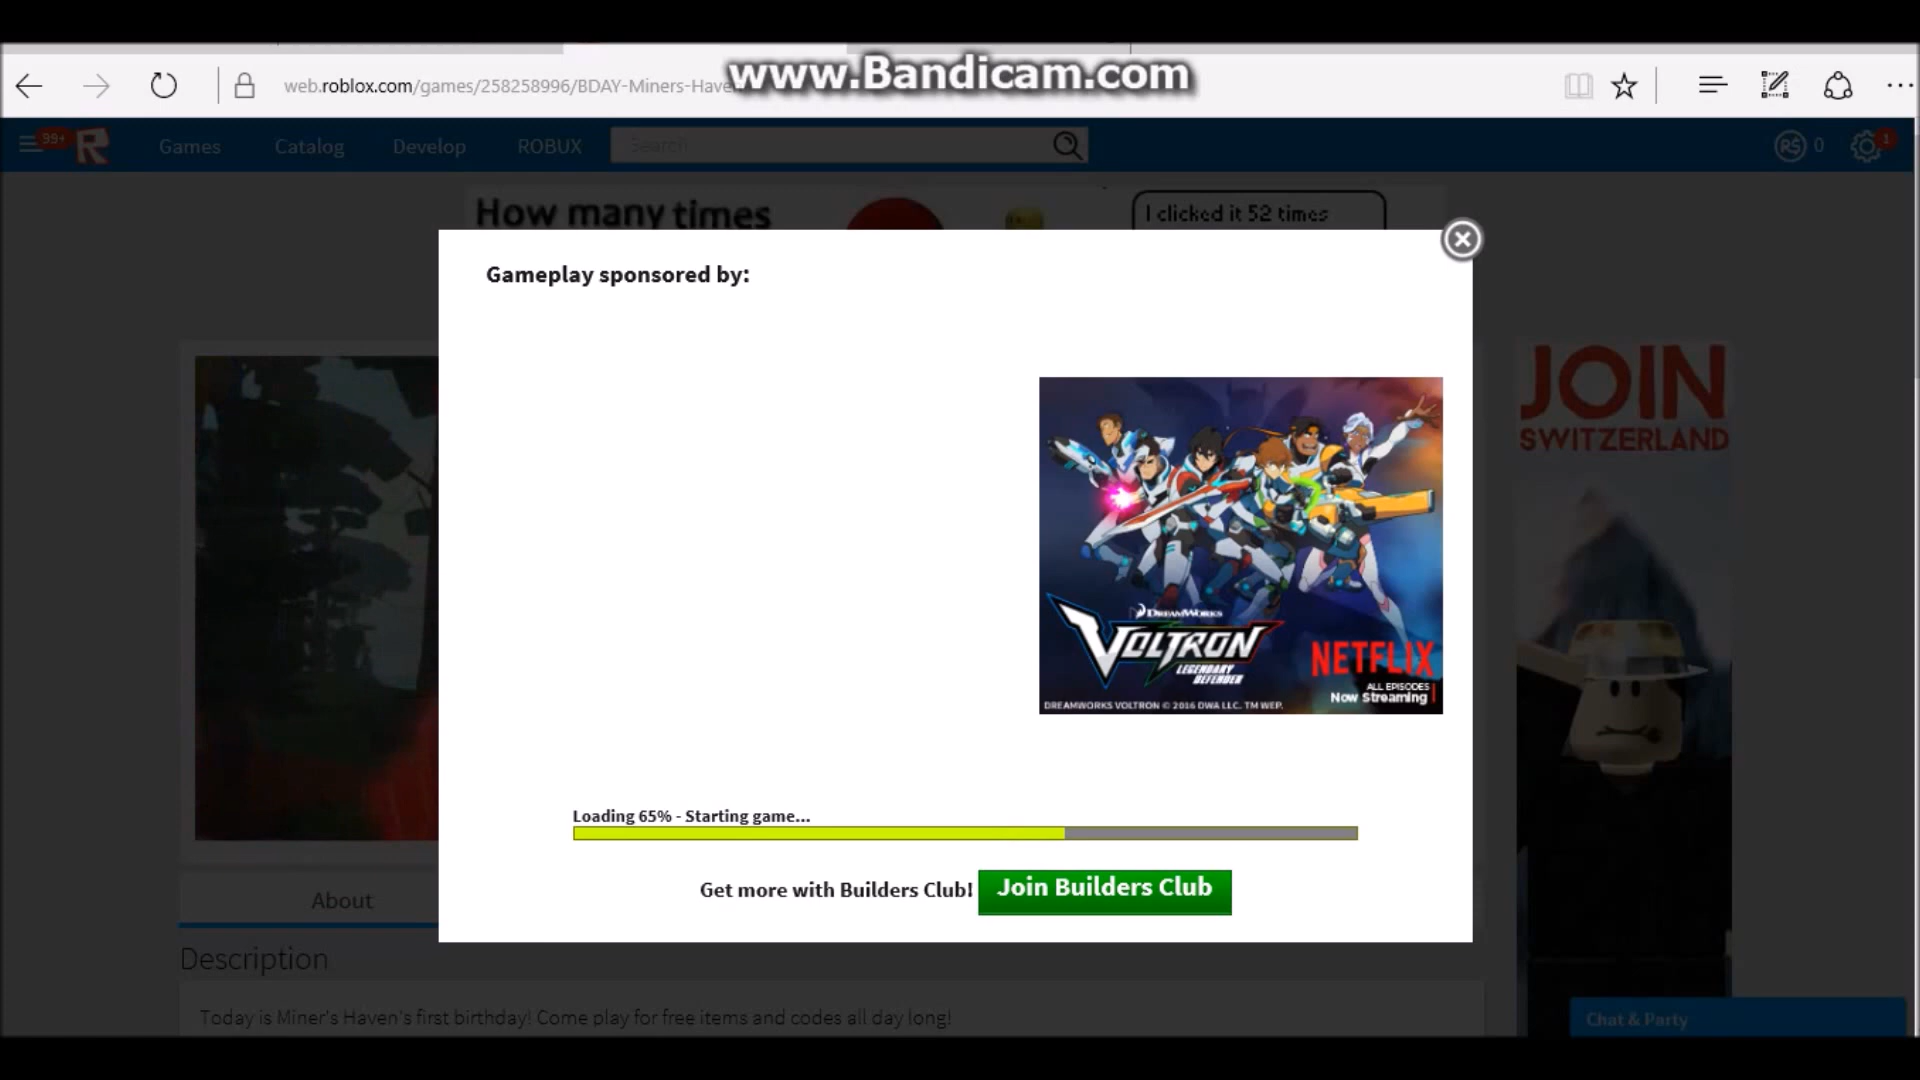 www.Bandicam.com
web.roblox.com/games/258258996/BDAY-Miners-Have
99+
R
Games
Catalog
Develop
ROBUX
Search
R$ 0
1
How many times
I clicked it 52 times
Gameplay sponsored by:
JOIN
SWITZERLAND
DREAMWORKS
VOLTRON
LEGENDARY
DEFENDER
NETFLIX
ALL EPISODES
Now Streaming
DREAMWORKS VOLTRON © 2016 DWA LLC. TM WEP.
Loading 65% - Starting game...
Get more with Builders Club!
Join Builders Club
About
Description
Today is Miner's Haven's first birthday! Come play for free items and codes all day long!
Chat & Party